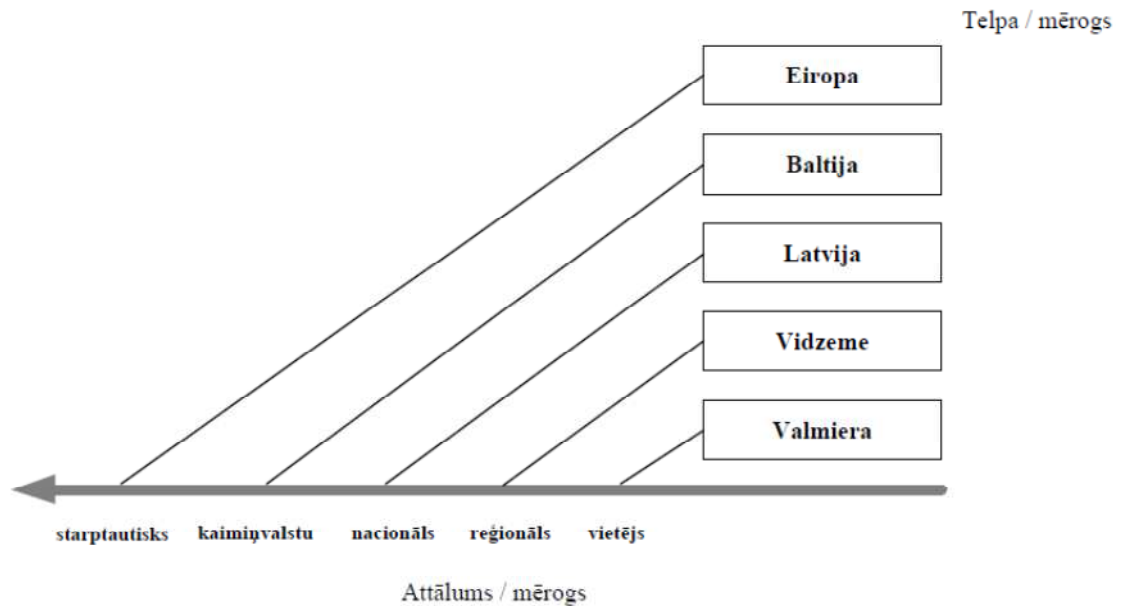 Telpa / mērogs
Eiropa
Baltija
Latvija
Vidzeme
Valmiera
starptautisks kaimiņvalstu nacionāls reģionāls vietējs
Attālums / mērogs